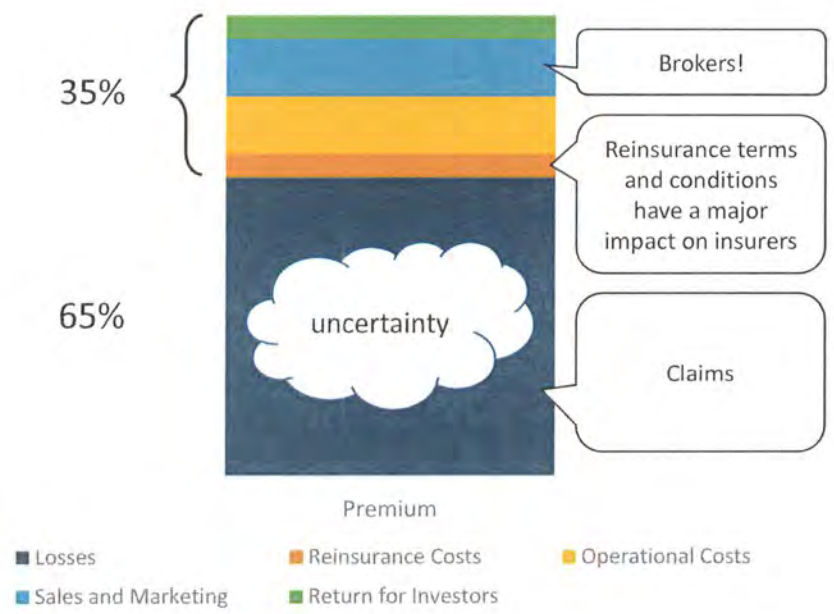 35%
Brokers!
Reinsurance terms
and conditions
have a major
impact on insurers
65%
uncertainty
Claims
Premium
Losses
Reinsurance Costs
Operational Costs
Sales and Marketing
Return for Investors